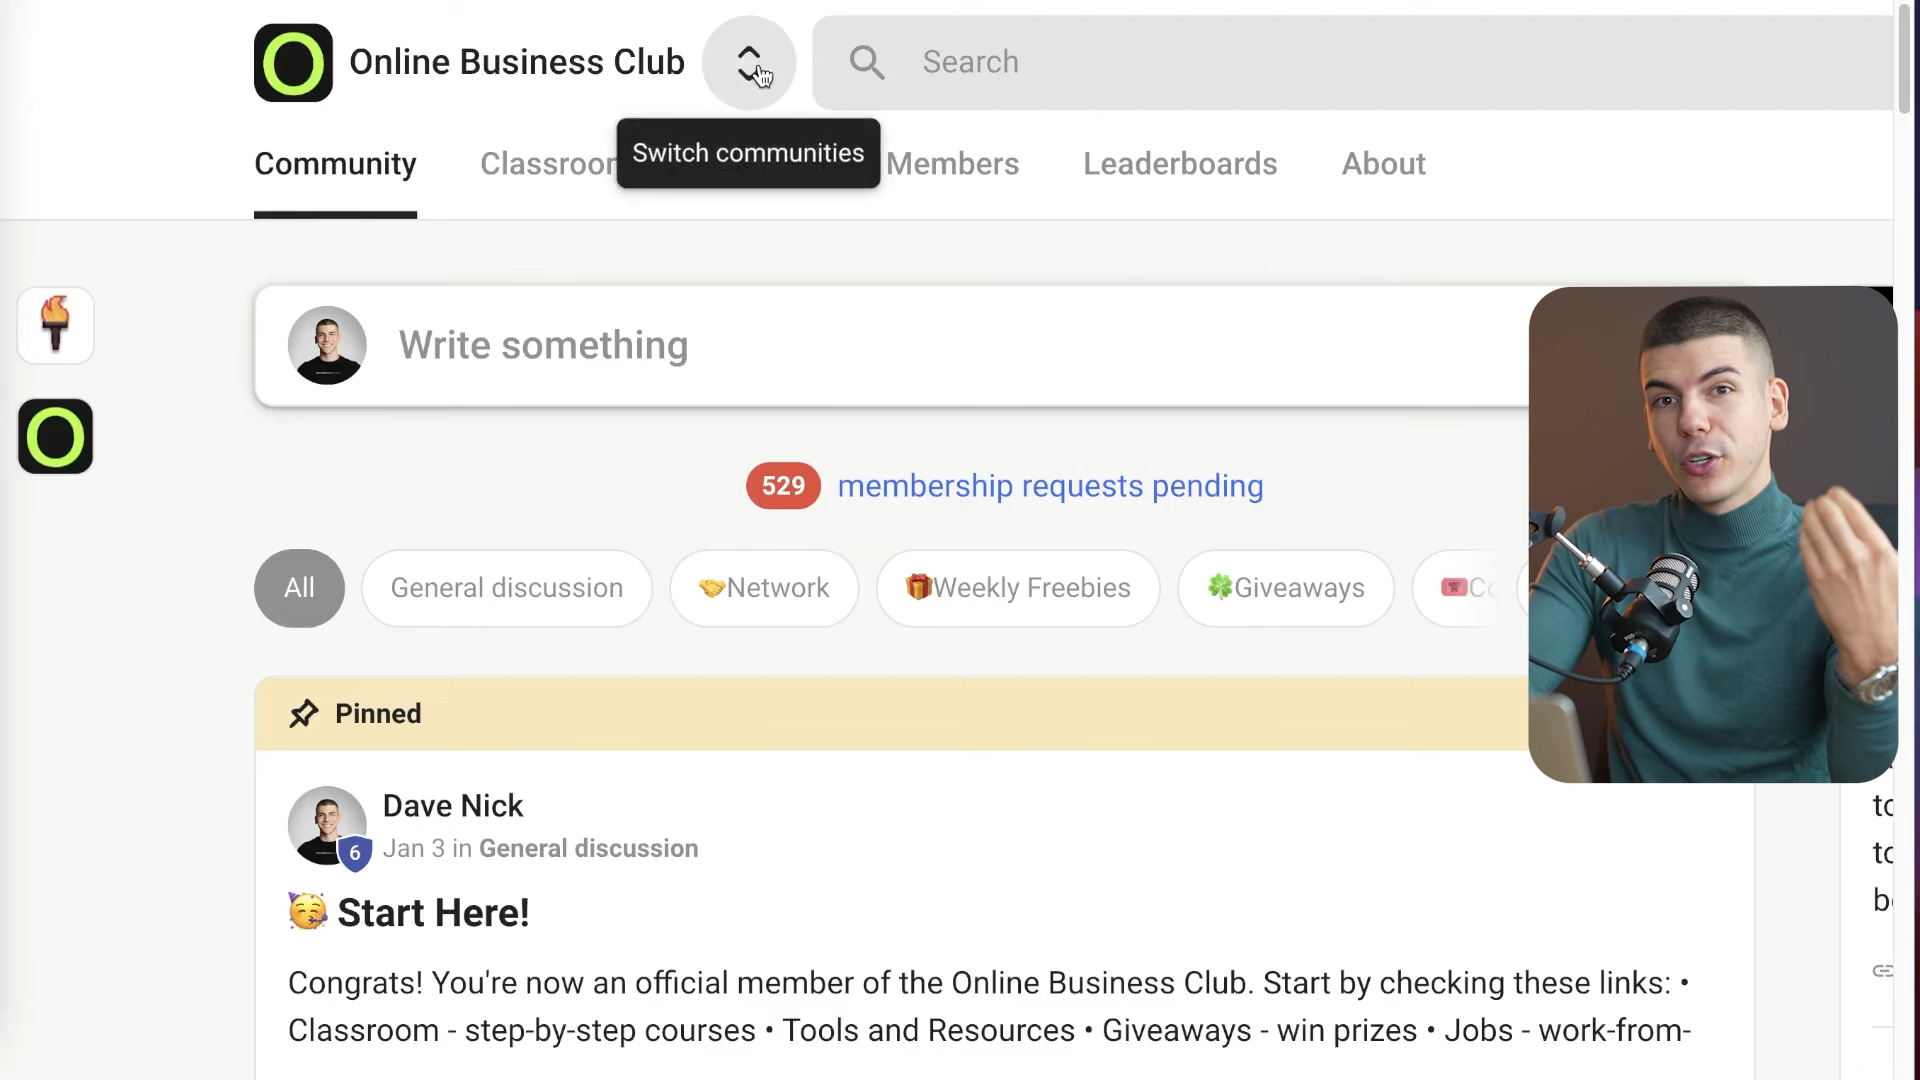 Online Business Club
Search
Switch communities
Community
Members
Leaderboards
About
Write something
529 membership requests pending
All
General discussion
🤝Network
🎁Weekly Freebies
🍀Giveaways
Pinned
Dave Nick
6
Jan 3 in General discussion
🥳 Start Here!
Congrats! You're now an official member of the Online Business Club. Start by checking these links: •
Classroom - step-by-step courses • Tools and Resources • Giveaways - win prizes • Jobs - work-from-